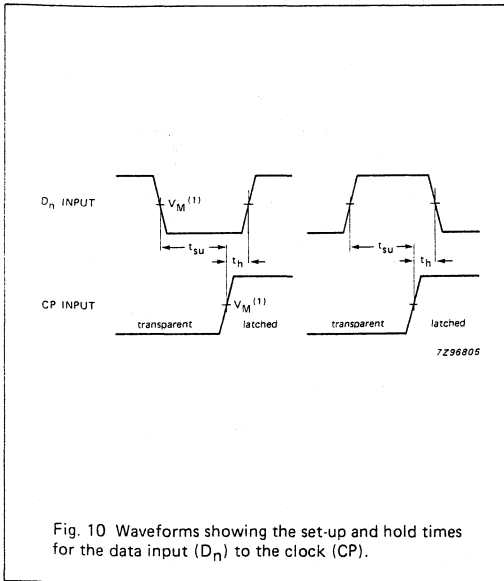 Dn INPUT
VM(1)
tsu
th
tsu
th
CP INPUT
VM(1)
transparent
latched
transparent
latched
7Z96805
Fig. 10 Waveforms showing the set-up and hold times
for the data input (Dn) to the clock (CP).